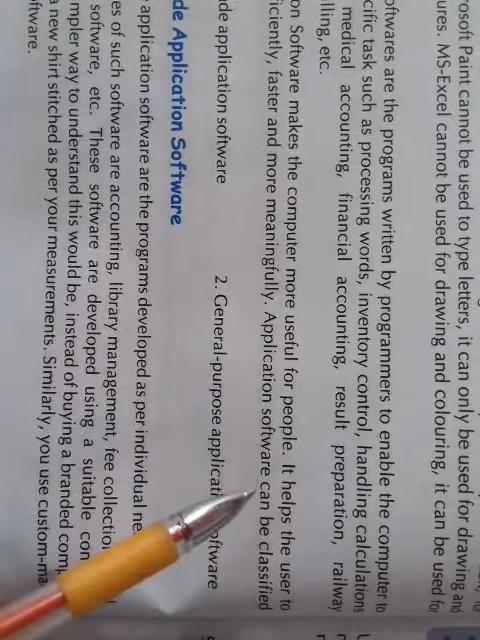 rosoft Paint cannot be used to type letters, it can only be used for drawing and
ures. MS-Excel cannot be used for drawing and colouring, it can be used for
oftwares are the programs written by programmers to enable the computer to
cific task such as processing words, inventory control, handling calculations
medical accounting, financial accounting, result preparation, railway
lling, etc.
on Software makes the computer more useful for people. It helps the user to
ficiently, faster and more meaningfully. Application software can be classified
de application software 2. General-purpose applicati oftware
de Application Software
application software are the programs developed as per individual ne
es of such software are accounting, library management, fee collectio
software, etc. These software are developed using a suitable com
mpler way to understand this would be, instead of buying a branded comp
a new shirt stitched as per your measurements. Similarly, you use custom-ma
ftware.